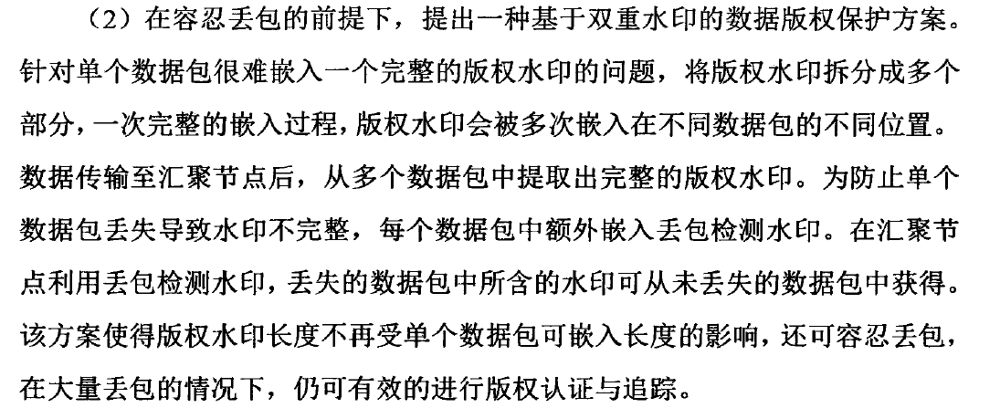 （2）在容忍丢包的前提下，提出一种基于双重水印的数据版权保护方案。
针对单个数据包很难嵌入一个完整的版权水印的问题，将版权水印拆分成多个
部分，一次完整的嵌入过程，版权水印会被多次嵌入在不同数据包的不同位置。
数据传输至汇聚节点后，从多个数据包中提取出完整的版权水印。为防止单个
数据包丢失导致水印不完整，每个数据包中额外嵌入丢包检测水印。在汇聚节
点利用丢包检测水印，丢失的数据包中所含的水印可从未丢失的数据包中获得。
该方案使得版权水印长度不再受单个数据包可嵌入长度的影响，还可容忍丢包，
在大量丢包的情况下，仍可有效的进行版权认证与追踪。